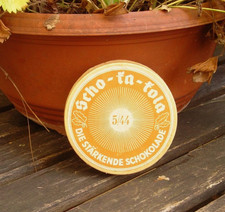 Scho-ka-kola
5/44
DIE STÄRKENDE SCHOKOLADE